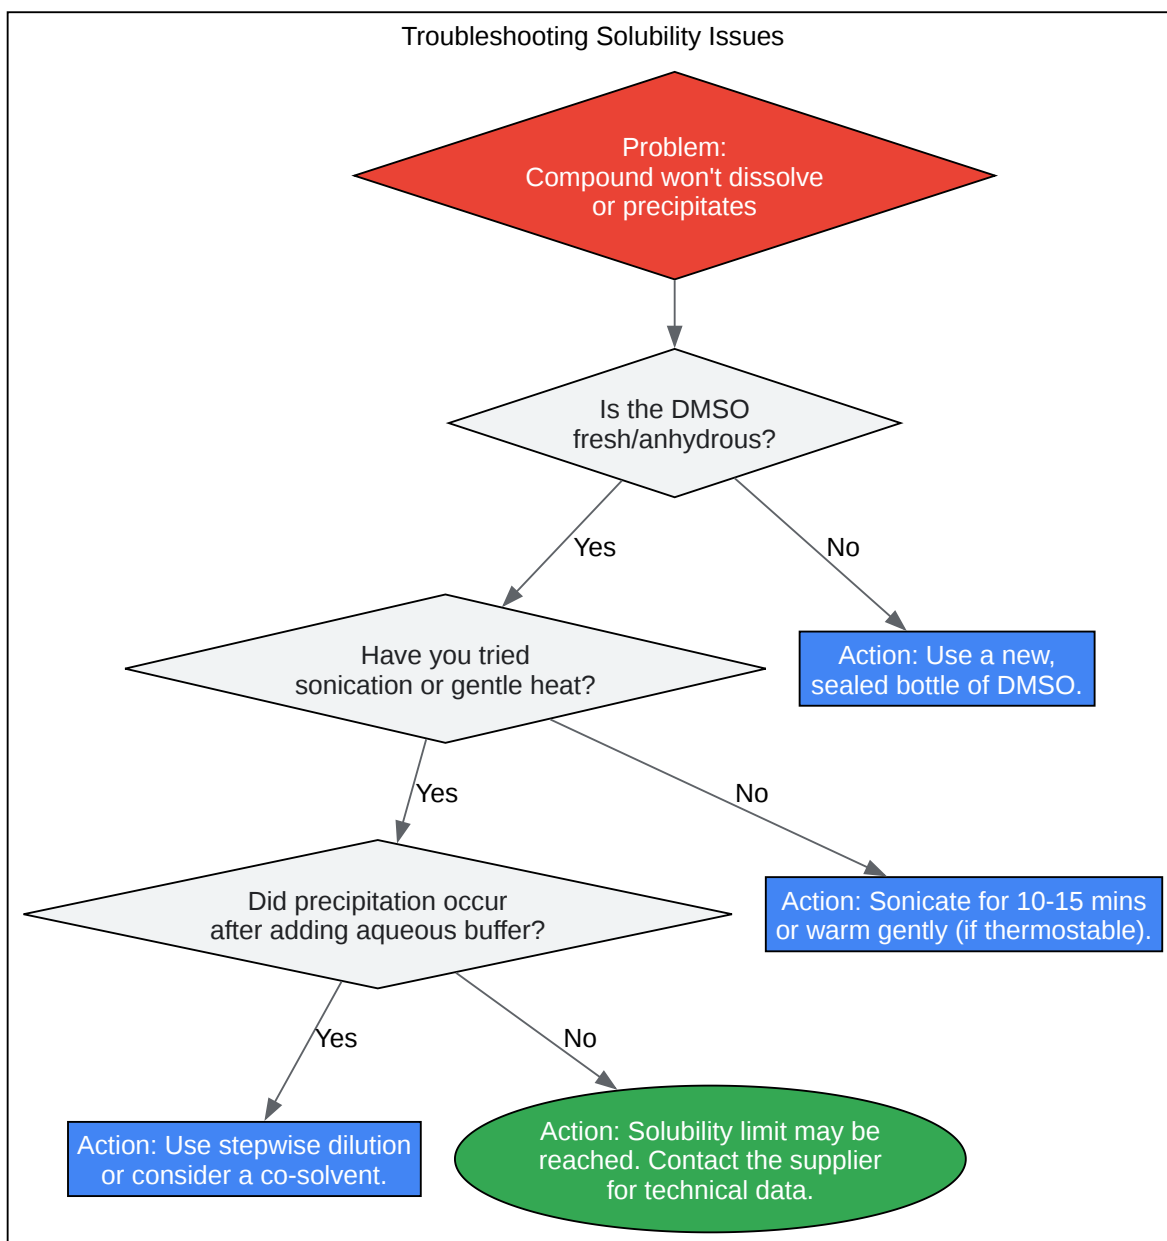 Troubleshooting Solubility Issues
Problem:
Compound won't dissolve
or precipitates
Is the DMSO
fresh/anhydrous?
Yes
No
Have you tried
sonication or gentle heat?
Action: Use a new,
sealed bottle of DMSO.
Yes
No
Did precipitation occur
after adding aqueous buffer?
Action: Sonicate for 10-15 mins
or warm gently (if thermostable).
Yes
No
Action: Use stepwise dilution
or consider a co-solvent.
Action: Solubility limit may be
reached. Contact the supplier
for technical data.